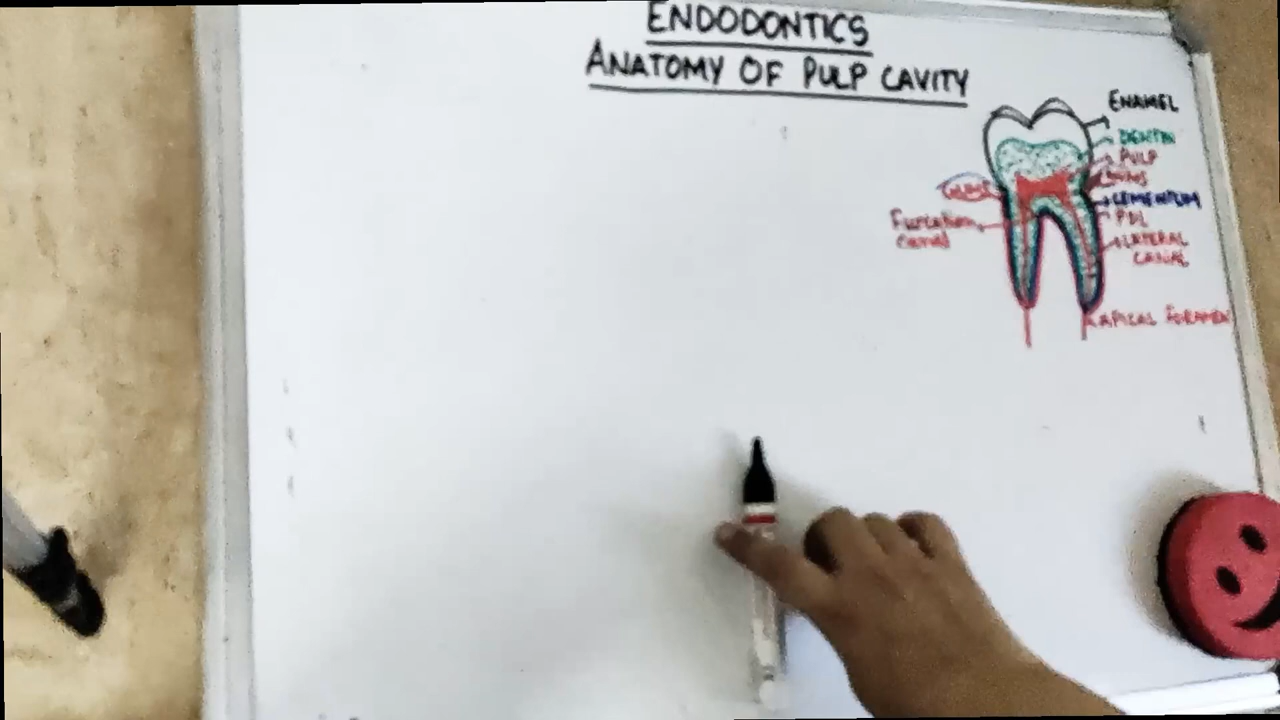 ENDODONTICS
ANATOMY OF PULP CAVITY
ENAMEL
DENTIN
PULP
CEMENTUM
PDL
Furcation
canal
LATERAL
CANAL
APICAL FORAMEN